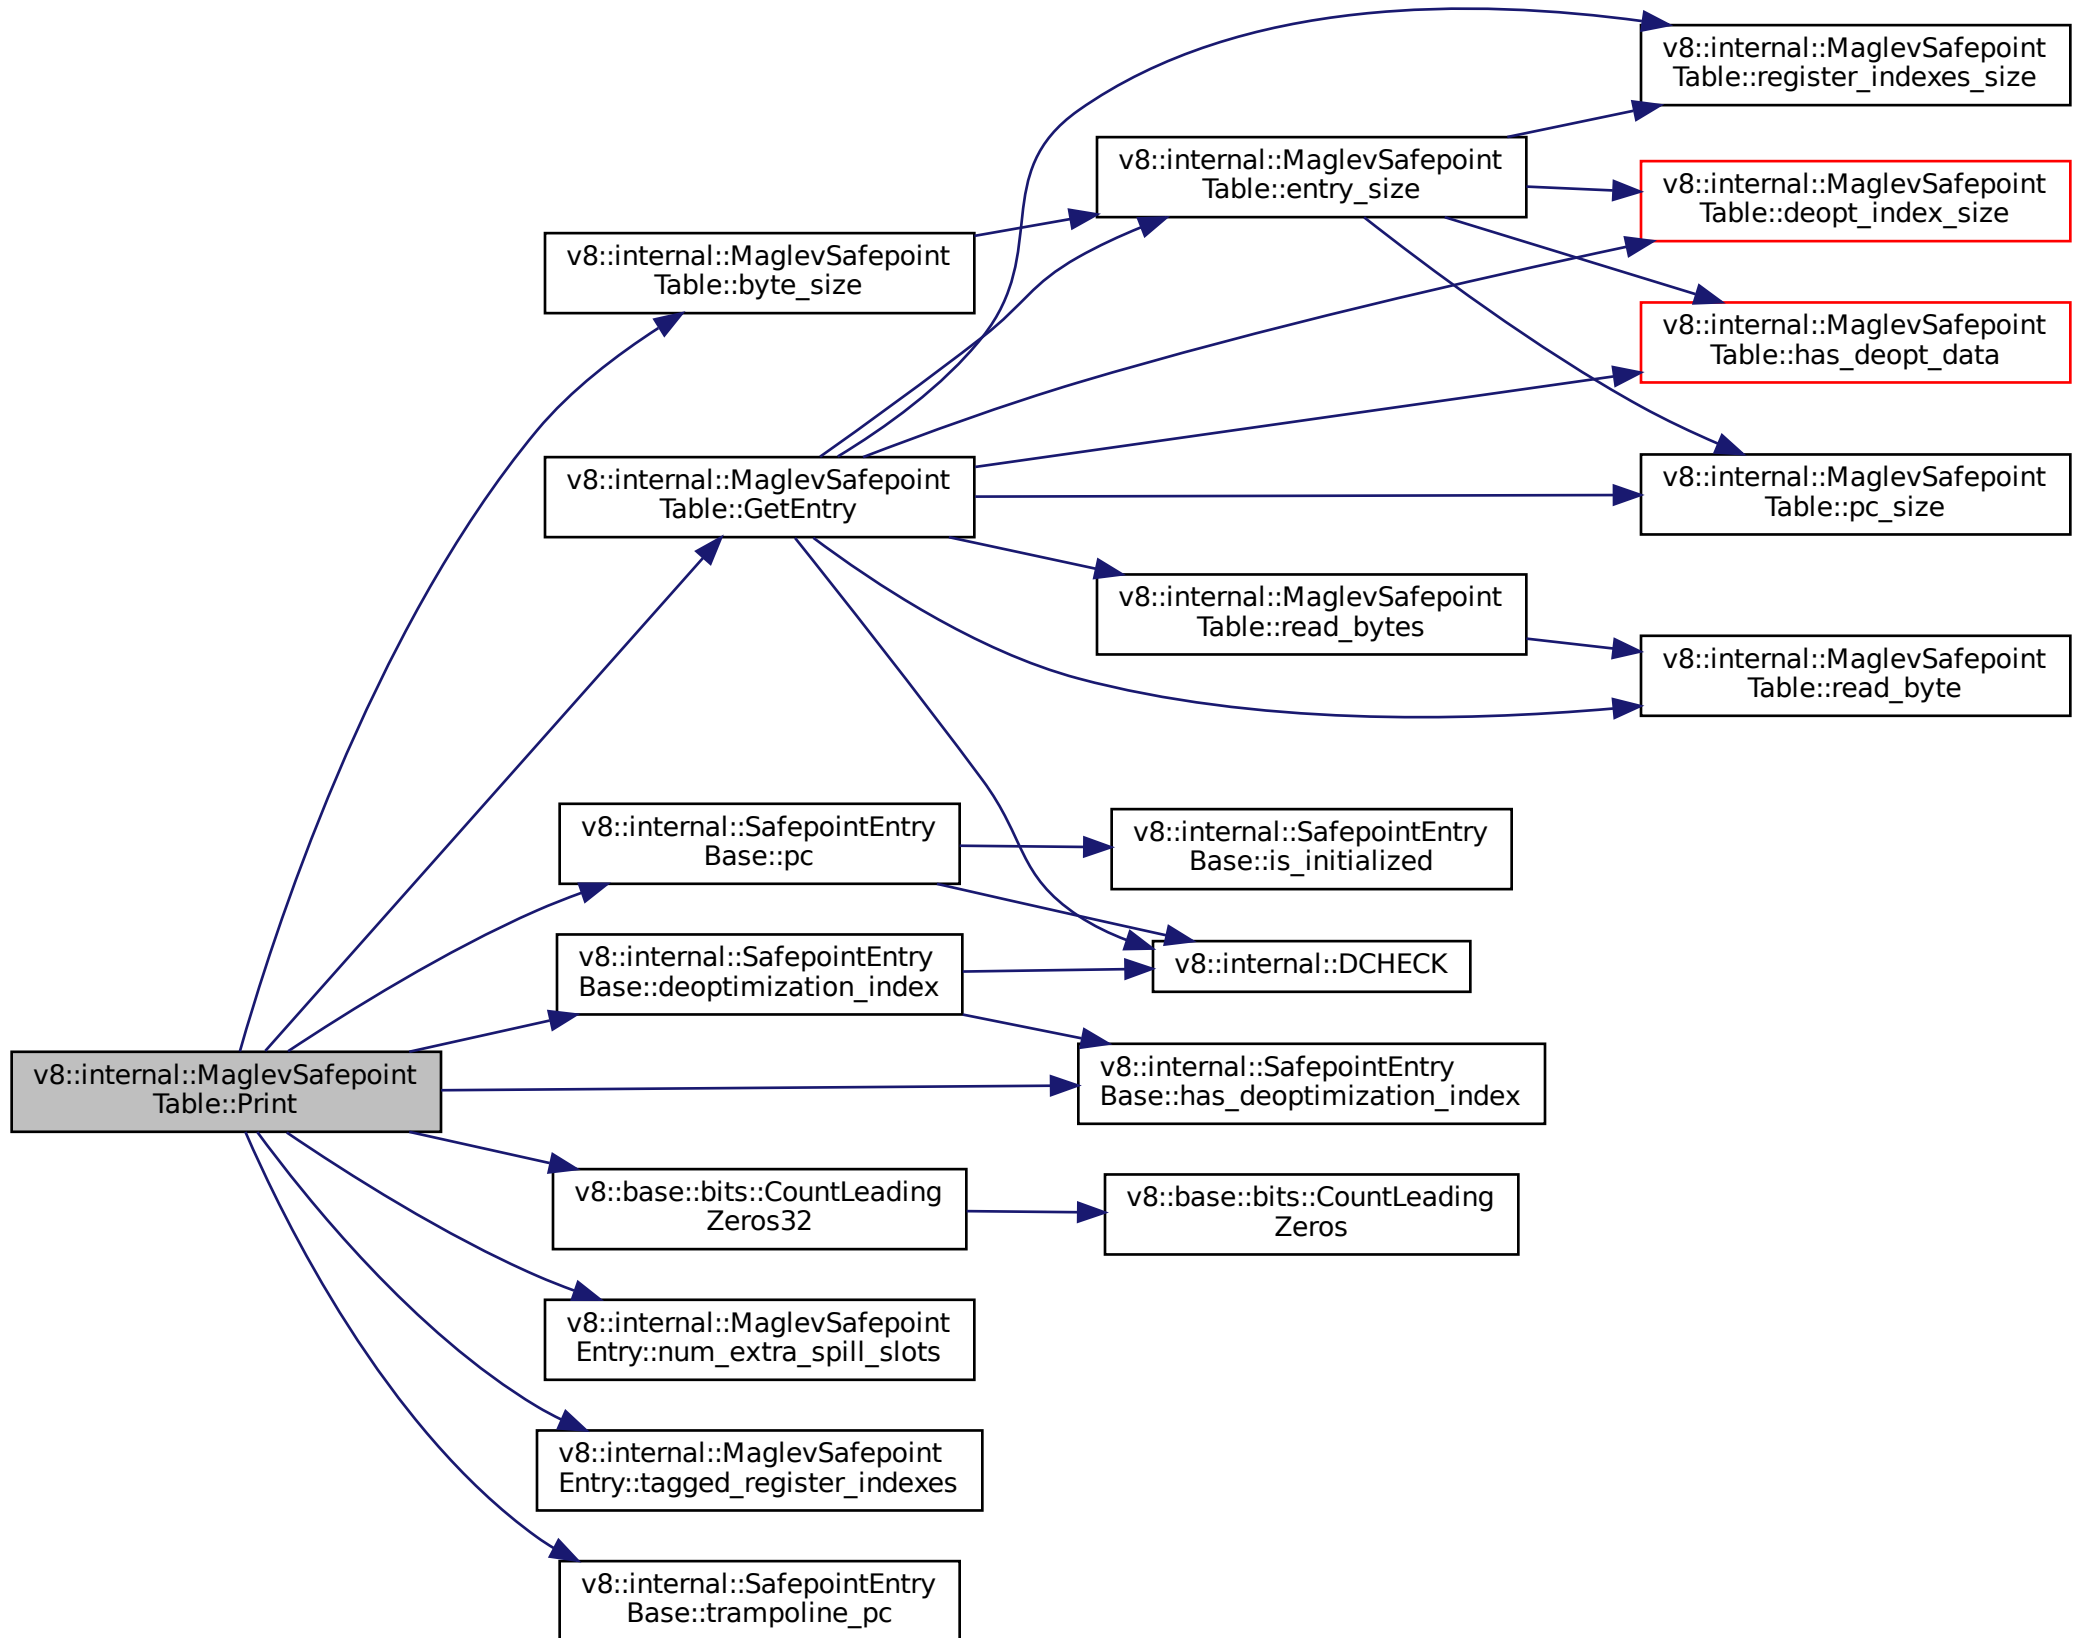 v8::internal::MaglevSafepoint
Table::register_indexes_size
v8::internal::MaglevSafepoint
Table::entry_size
v8::internal::MaglevSafepoint
Table::deopt_index_size
v8::internal::MaglevSafepoint
Table::byte_size
v8::internal::MaglevSafepoint
Table::has_deopt_data
v8::internal::MaglevSafepoint
Table::GetEntry
v8::internal::MaglevSafepoint
Table::pc_size
v8::internal::MaglevSafepoint
Table::read_bytes
v8::internal::MaglevSafepoint
Table::read_byte
v8::internal::SafepointEntry
Base::pc
v8::internal::SafepointEntry
Base::is_initialized
v8::internal::SafepointEntry
Base::deoptimization_index
v8::internal::DCHECK
v8::internal::MaglevSafepoint
Table::Print
v8::internal::SafepointEntry
Base::has_deoptimization_index
v8::base::bits::CountLeading
Zeros32
v8::base::bits::CountLeading
Zeros
v8::internal::MaglevSafepoint
Entry::num_extra_spill_slots
v8::internal::MaglevSafepoint
Entry::tagged_register_indexes
v8::internal::SafepointEntry
Base::trampoline_pc